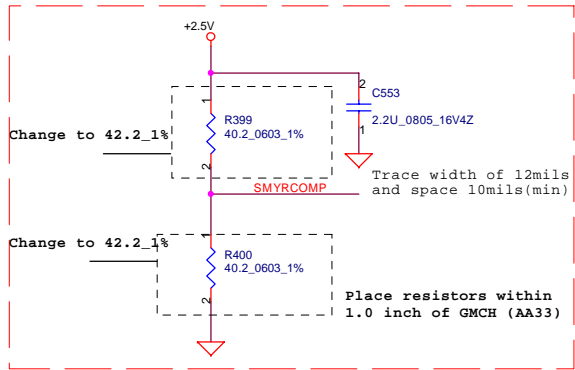 +2.5V
2
C553
1
R399
Change to 42.2_1%
40.2_0603_1%
2.2U_0805_16V4Z
1
2
Trace width of 12mils
SMYRCOMP
and space 10mils(min)
1
Change to 42.2_1%
R400
40.2_0603_1%
2
Place resistors within
1.0 inch of GMCH (AA33)